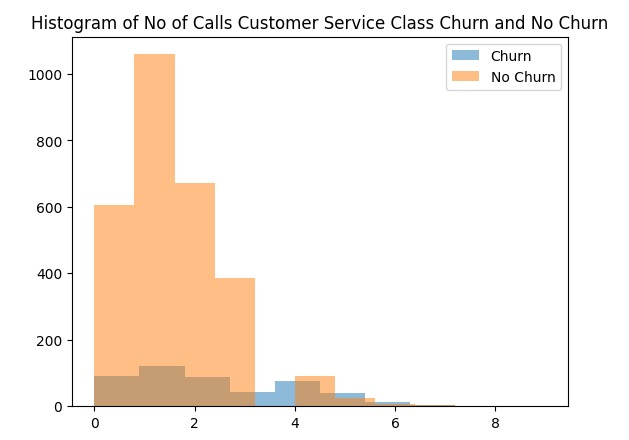 Histogram of No of Calls Customer Service Class Churn and No Churn
Churn
No Churn
1000
800
600
400
200
0
0 2 4 6 8